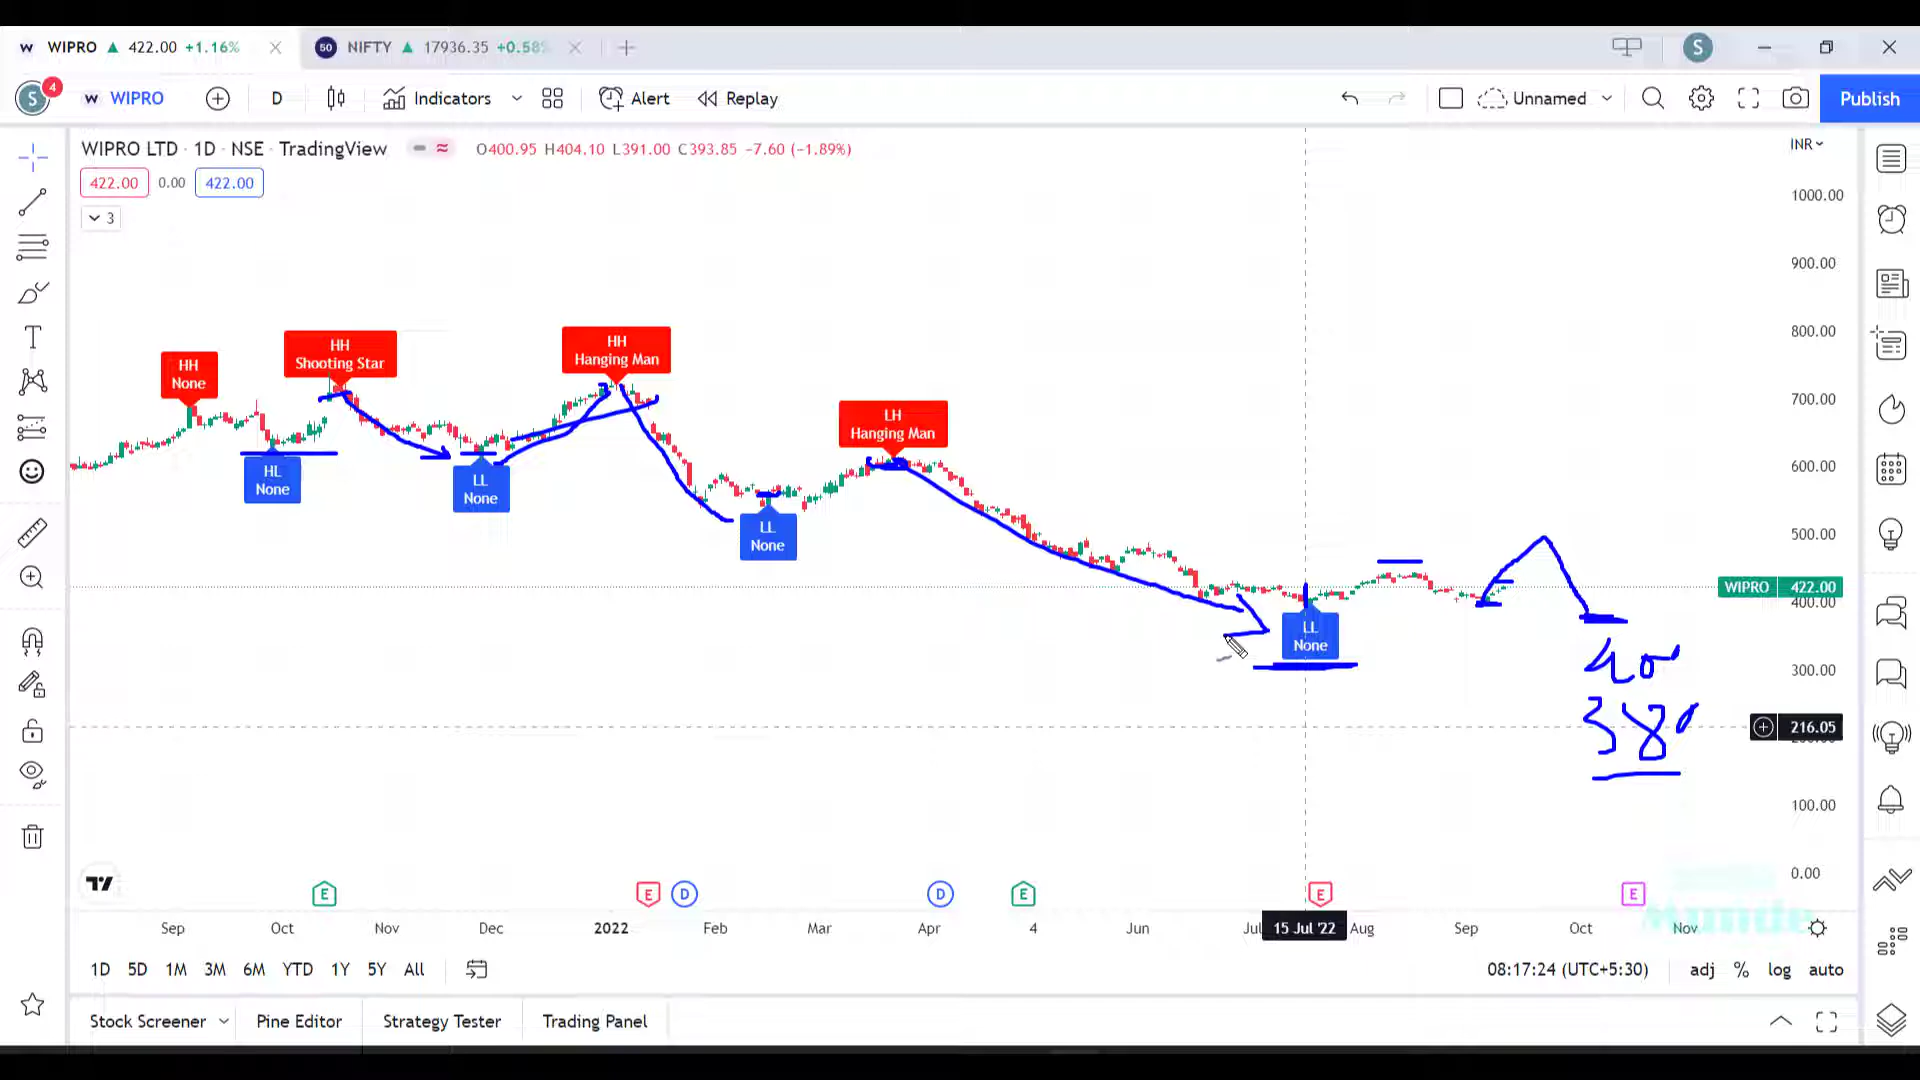 W WIPRO ▲ 422.00 +1.16%
50 NIFTY ▲ 17936.35 +0.58%
S
S 4 W WIPRO D Indicators Alert Replay Unnamed Publish
WIPRO LTD · 1D · NSE · TradingView O400.95 H404.10 L391.00 C393.85 −7.60 (−1.89%)
INR
422.00 0.00 422.00
3
1000.00
900.00
800.00
700.00
600.00
500.00
WIPRO 422.00
400.00
300.00
216.05
100.00
0.00
HH
None
HH
Shooting Star
HH
Hanging Man
LH
Hanging Man
HL
None
LL
None
LL
None
LL
None
400
380
E E D D E E E
Sep Oct Nov Dec 2022 Feb Mar Apr 4 Jun Jul 15 Jul '22 Aug Sep Oct Nov
1D 5D 1M 3M 6M YTD 1Y 5Y All
08:17:24 (UTC+5:30) adj % log auto
Stock Screener Pine Editor Strategy Tester Trading Panel